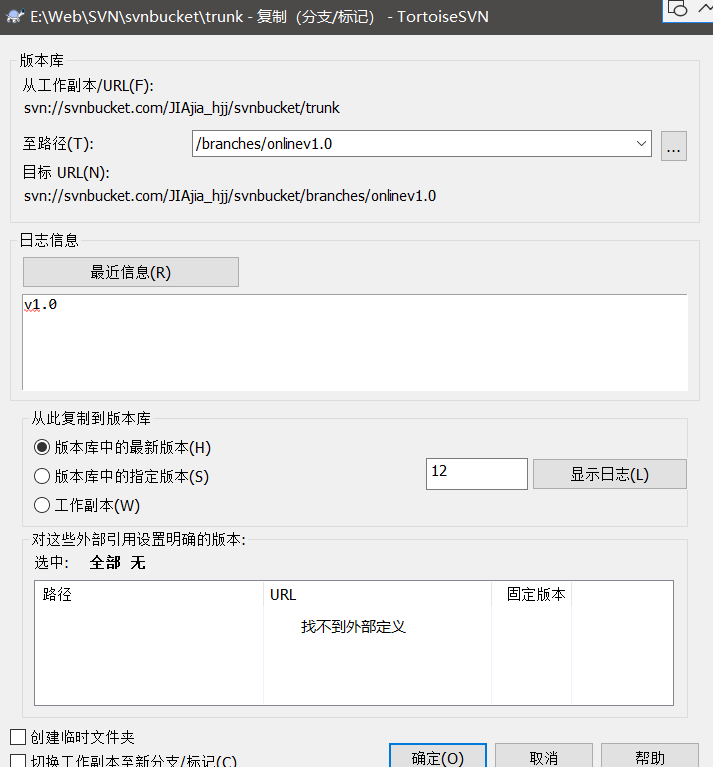 E:\Web\SVN\svnbucket\trunk - 复制（分支/标记） - TortoiseSVN
版本库
从工作副本/URL(F):
svn://svnbucket.com/JIAjia_hjj/svnbucket/trunk
至路径(T):
/branches/onlinev1.0
...
目标 URL(N):
svn://svnbucket.com/JIAjia_hjj/svnbucket/branches/onlinev1.0
日志信息
最近信息(R)
v1.0
从此复制到版本库
版本库中的最新版本(H)
版本库中的指定版本(S)
12
显示日志(L)
工作副本(W)
对这些外部引用设置明确的版本:
选中: 全部 无
路径 URL 固定版本
找不到外部定义
创建临时文件夹
切换工作副本至新分支/标记(C)
确定(O) 取消 帮助